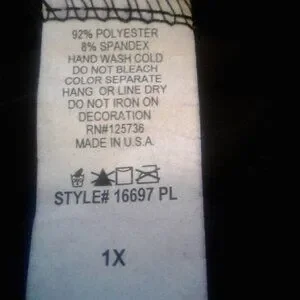 92% POLYESTER
8% SPANDEX
HAND WASH COLD
DO NOT BLEACH
COLOR SEPARATE
HANG OR LINE DRY
DO NOT IRON ON
DECORATION
RN#125736
MADE IN U.S.A.
STYLE# 16697 PL
1X